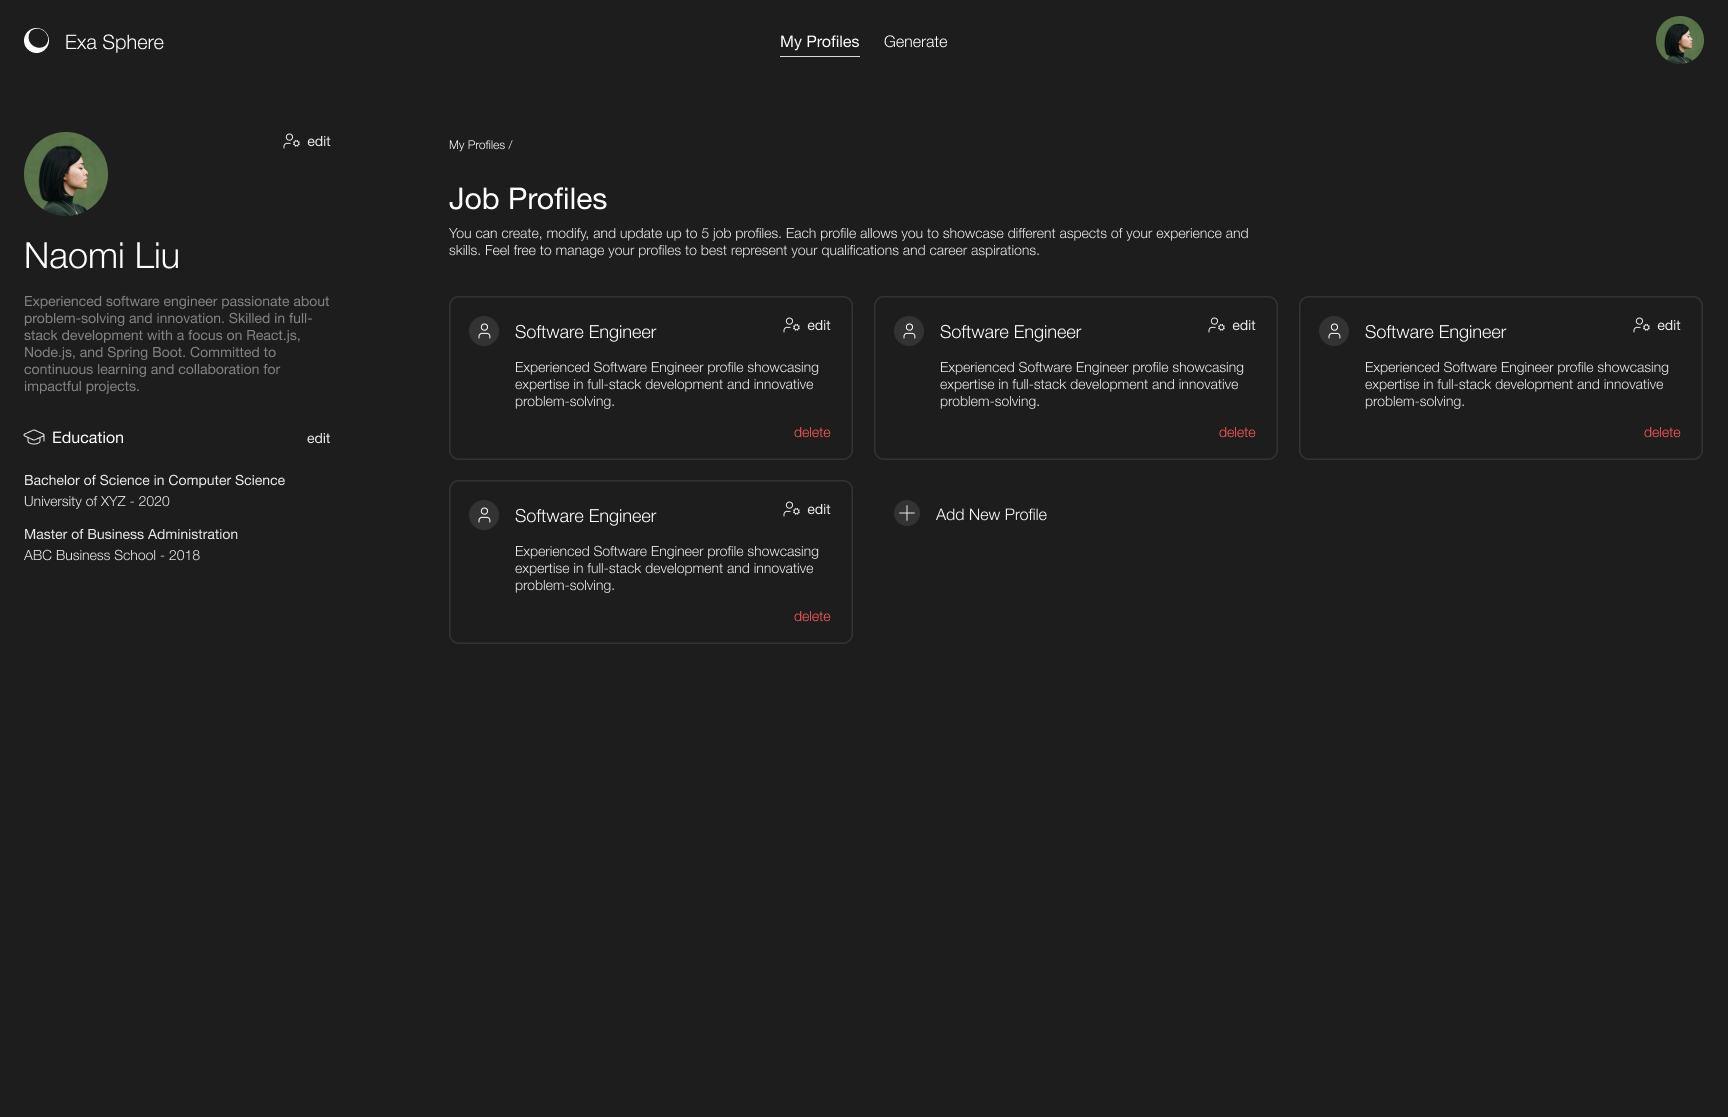 Exa Sphere
My Profiles
Generate
edit
Naomi Liu
Experienced software engineer passionate about
problem-solving and innovation. Skilled in full-
stack development with a focus on React.js,
Node.js, and Spring Boot. Committed to
continuous learning and collaboration for
impactful projects.
Education
edit
Bachelor of Science in Computer Science
University of XYZ - 2020
Master of Business Administration
ABC Business School - 2018
My Profiles /
Job Profiles
You can create, modify, and update up to 5 job profiles. Each profile allows you to showcase different aspects of your experience and
skills. Feel free to manage your profiles to best represent your qualifications and career aspirations.
Software Engineer
edit
Experienced Software Engineer profile showcasing
expertise in full-stack development and innovative
problem-solving.
delete
Software Engineer
edit
Experienced Software Engineer profile showcasing
expertise in full-stack development and innovative
problem-solving.
delete
Software Engineer
edit
Experienced Software Engineer profile showcasing
expertise in full-stack development and innovative
problem-solving.
delete
Software Engineer
edit
Experienced Software Engineer profile showcasing
expertise in full-stack development and innovative
problem-solving.
delete
Add New Profile